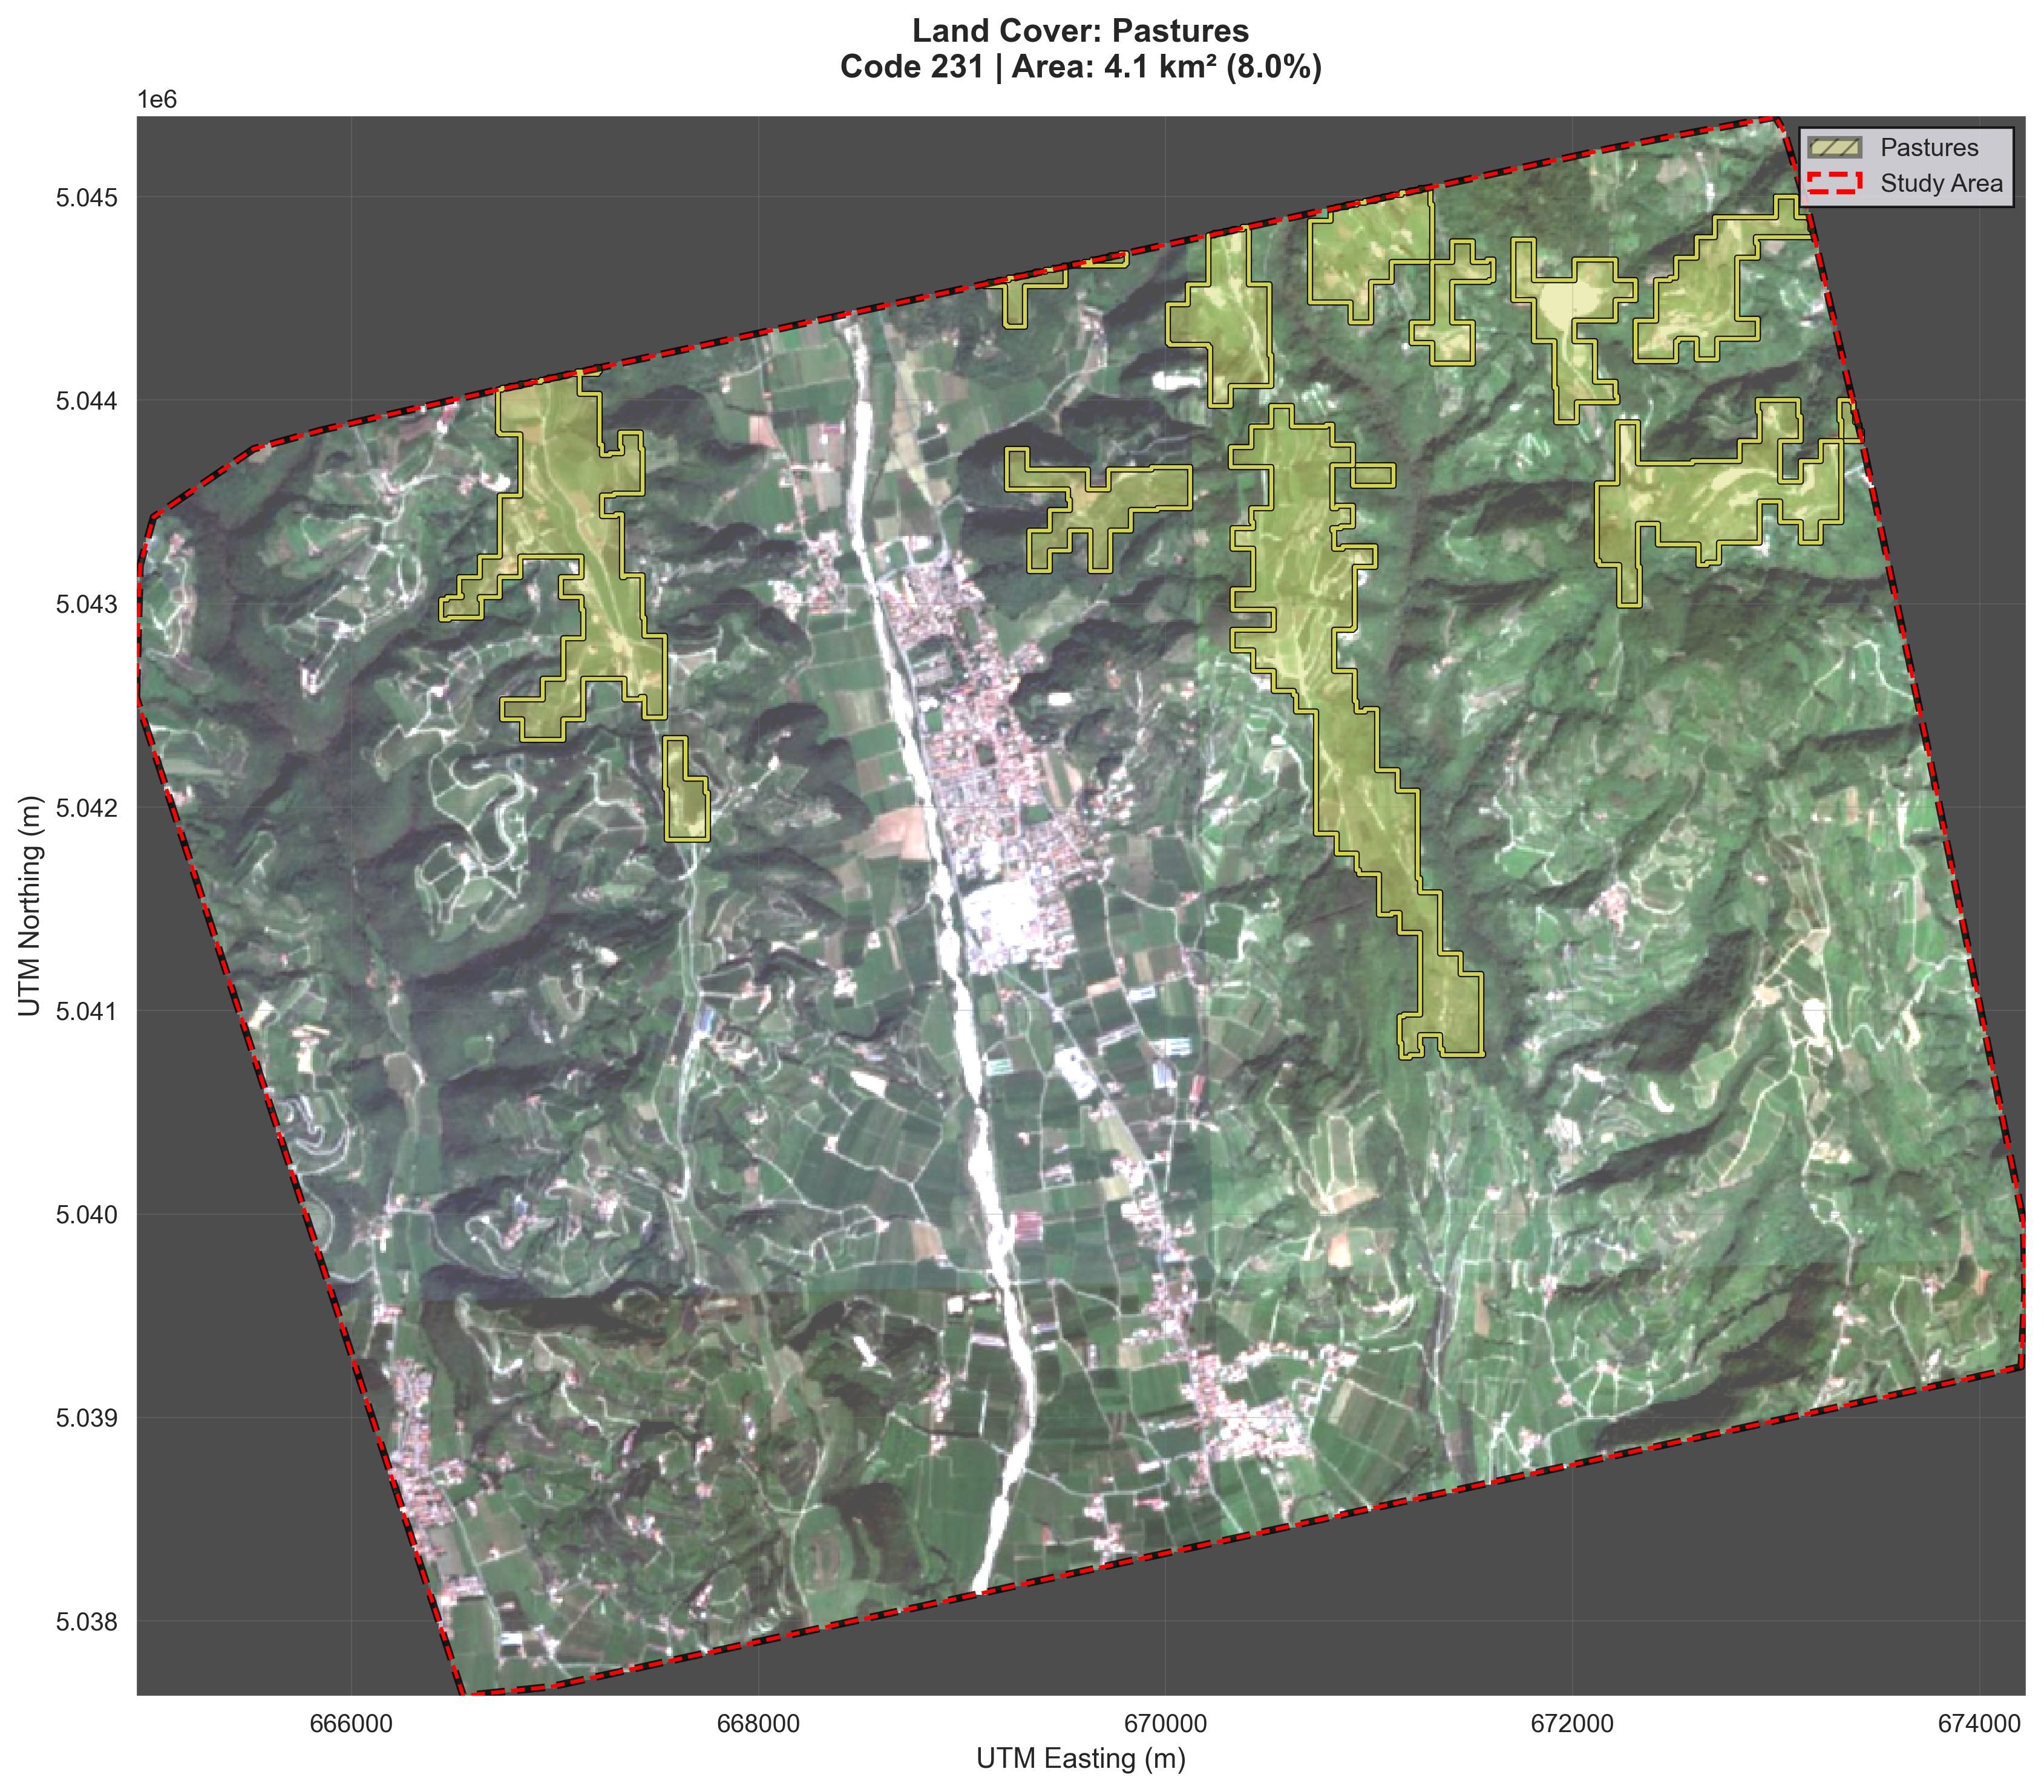 Land Cover: Pastures
Code 231 | Area: 4.1 km² (8.0%)
1e6
Pastures
Study Area
5.045
5.044
5.043
5.042
5.041
5.040
5.039
5.038
UTM Northing (m)
666000
668000
670000
672000
674000
UTM Easting (m)